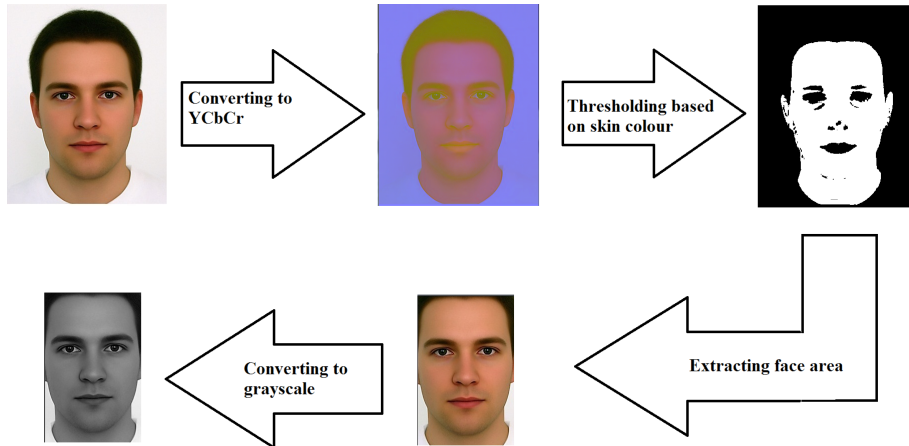 Converting to
YCbCr
Thresholding based
on skin colour
Extracting face area
Converting to
grayscale